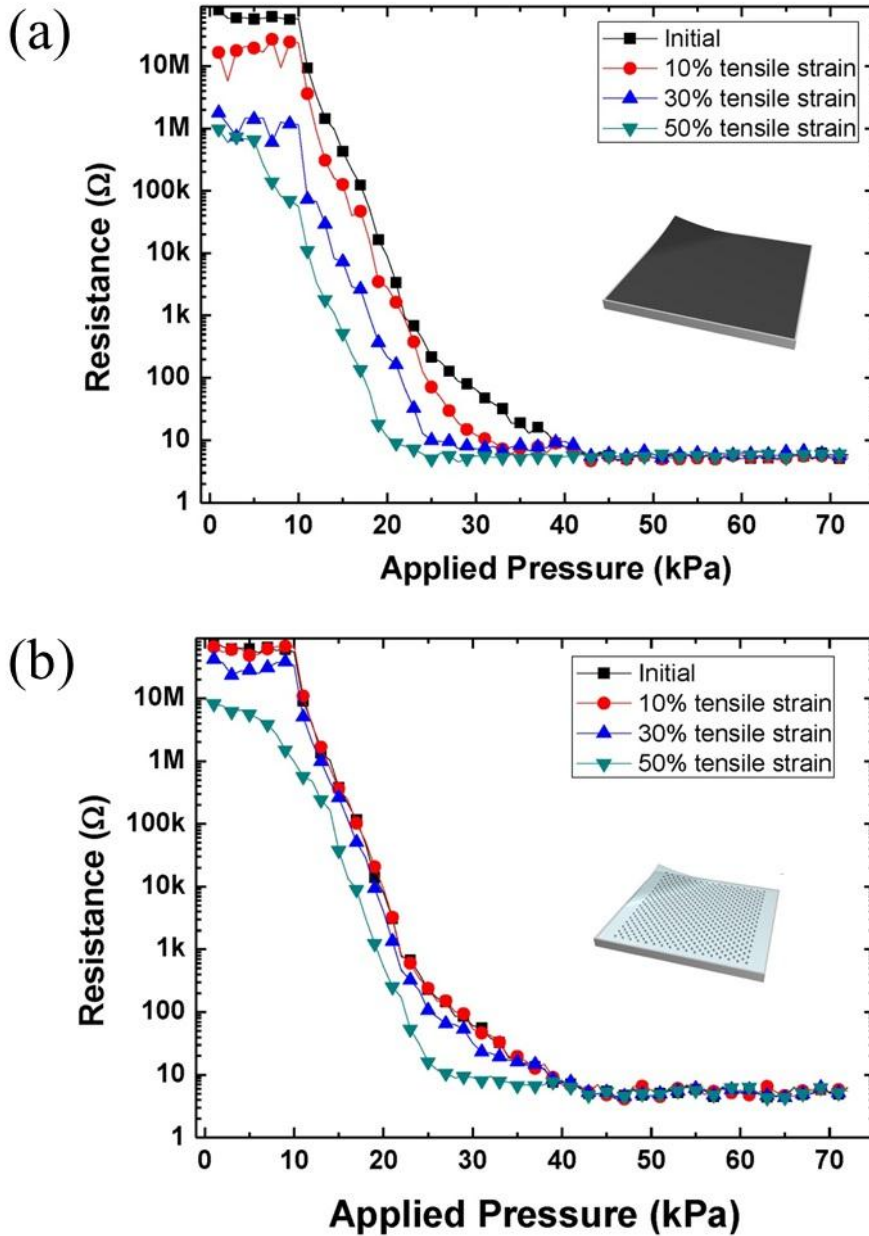 (a)
Initial
10% tensile strain
30% tensile strain
50% tensile strain
Resistance (Ω)
10M
1M
100k
10k
1k
100
10
1
0 10 20 30 40 50 60 70
Applied Pressure (kPa)
(b)
Initial
10% tensile strain
30% tensile strain
50% tensile strain
Resistance (Ω)
10M
1M
100k
10k
1k
100
10
1
0 10 20 30 40 50 60 70
Applied Pressure (kPa)